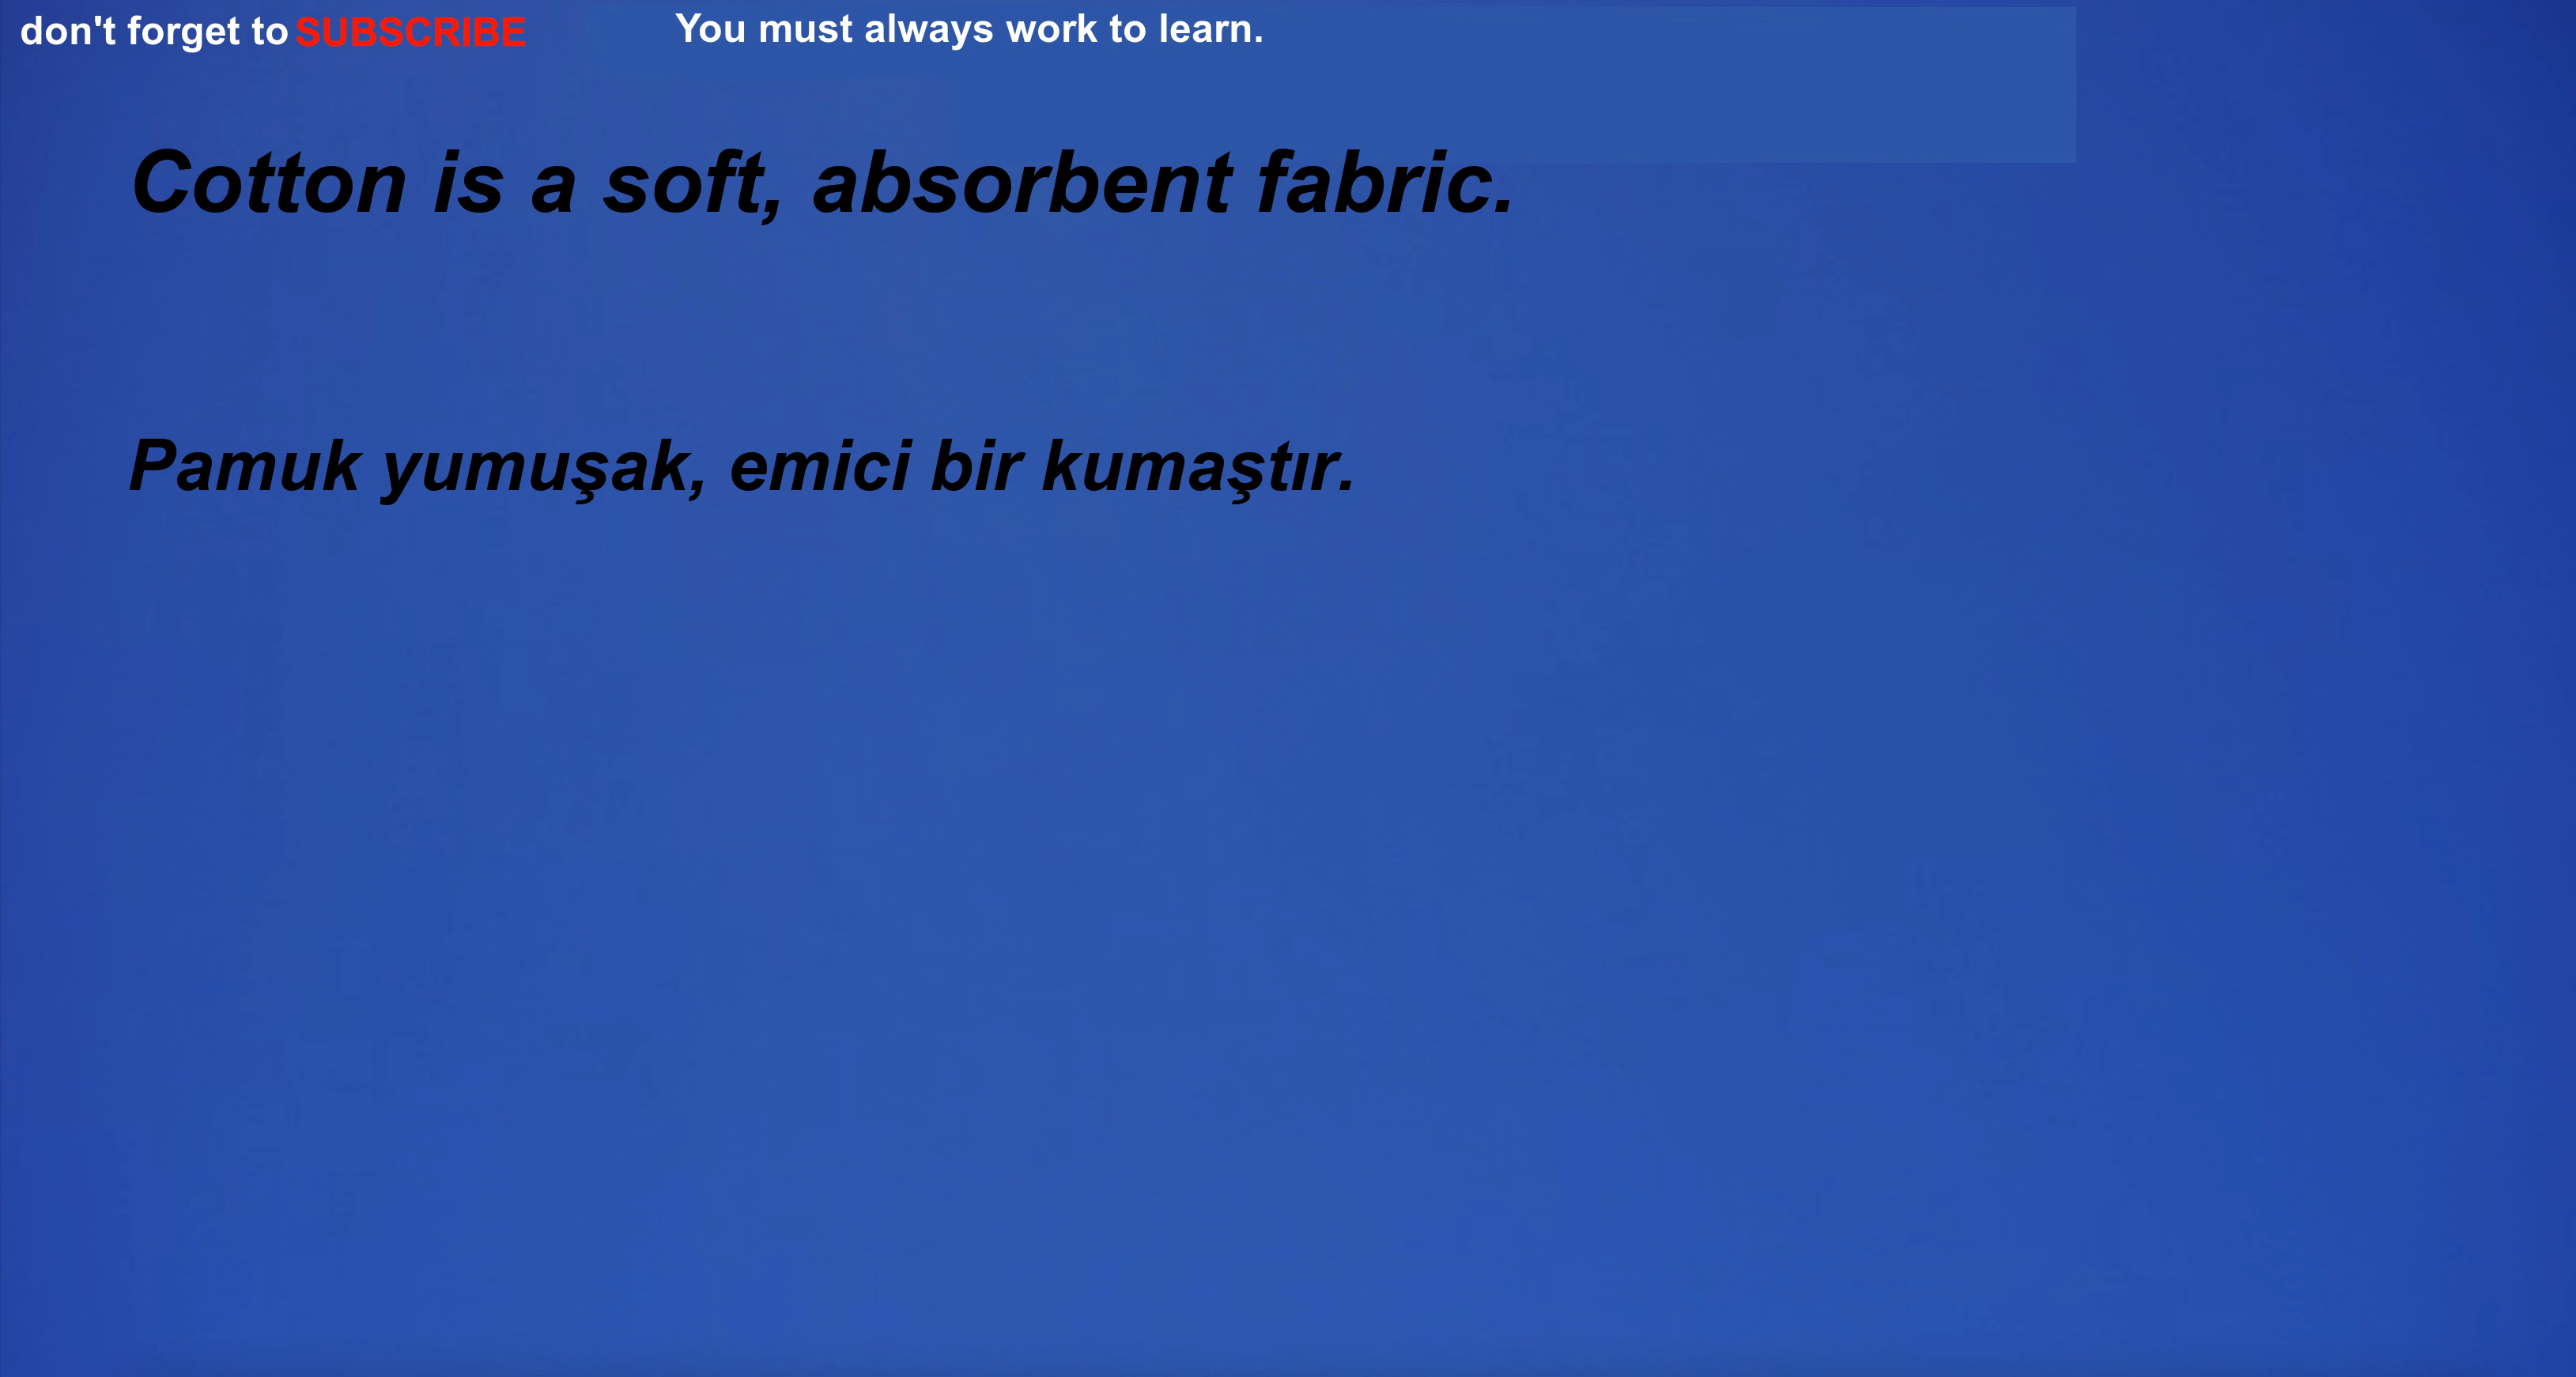 don't forget to SUBSCRIBE You must always work to learn.
Cotton is a soft, absorbent fabric.
Pamuk yumuşak, emici bir kumaştır.